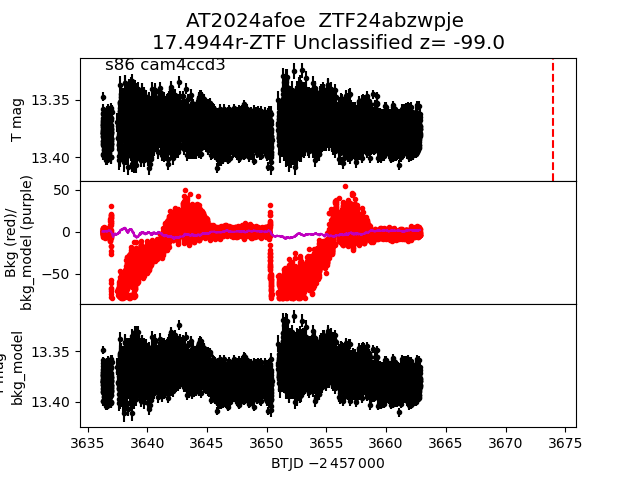 AT2024afoe  ZTF24abzwpje
17.4944r-ZTF Unclassified z= -99.0
s86 cam4ccd3
T mag
13.35
13.40
Bkg (red)/
bkg_model (purple)
50
0
−50
bkg_model
13.35
13.40
3635 3640 3645 3650 3655 3660 3665 3670 3675
BTJD −2 457 000